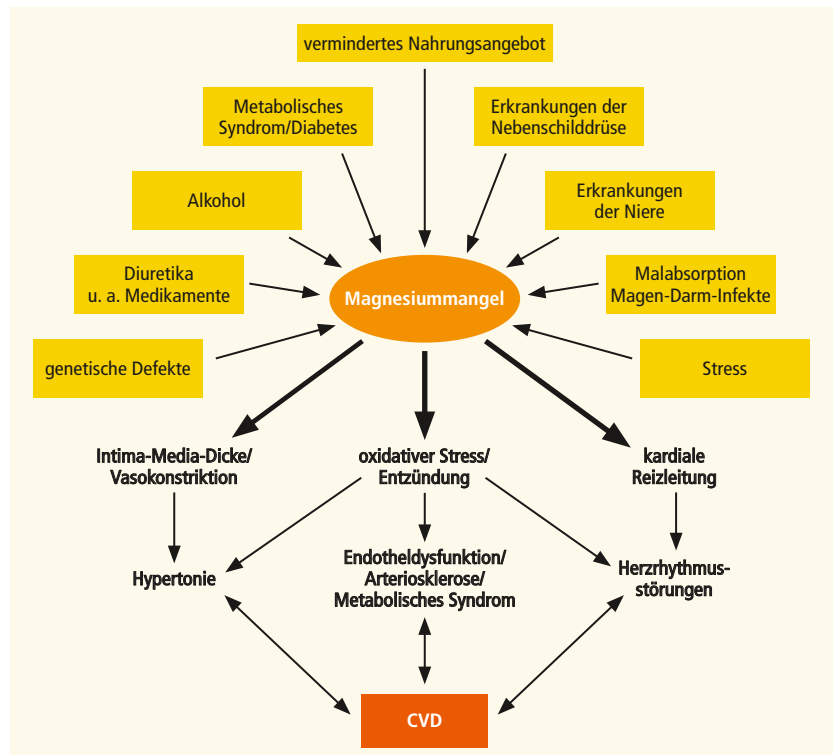 vermindertes Nahrungsangebot
Metabolisches
Syndrom/Diabetes
Erkrankungen der
Nebenschilddrüse
Alkohol
Erkrankungen
der Niere
Diuretika
u. a. Medikamente
Magnesiummangel
Malabsorption
Magen-Darm-Infekte
genetische Defekte
Stress
Intima-Media-Dicke/
Vasokonstriktion
oxidativer Stress/
Entzündung
kardiale
Reizleitung
Hypertonie
Endotheldysfunktion/
Arteriosklerose/
Metabolisches Syndrom
Herzrhythmus-
störungen
CVD